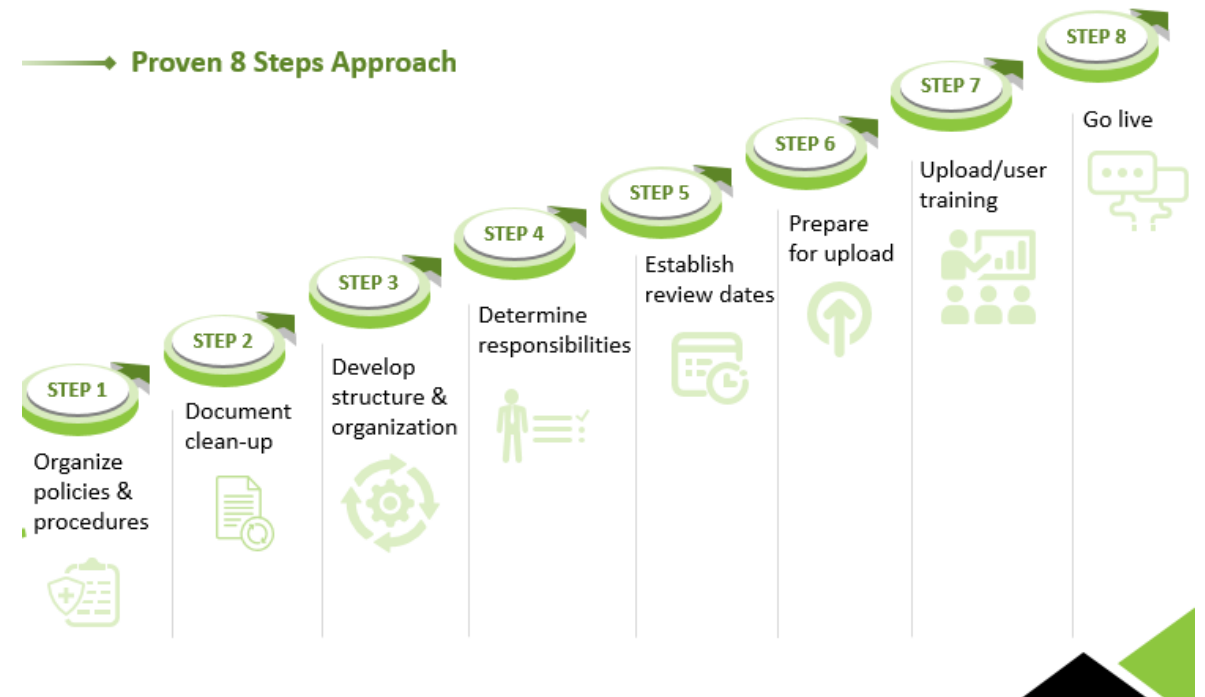 Proven 8 Steps Approach
STEP 1
Organize
policies &
procedures
STEP 2
Document
clean-up
STEP 3
Develop
structure &
organization
STEP 4
Determine
responsibilities
STEP 5
Establish
review dates
STEP 6
Prepare
for upload
STEP 7
Upload/user
training
STEP 8
Go live